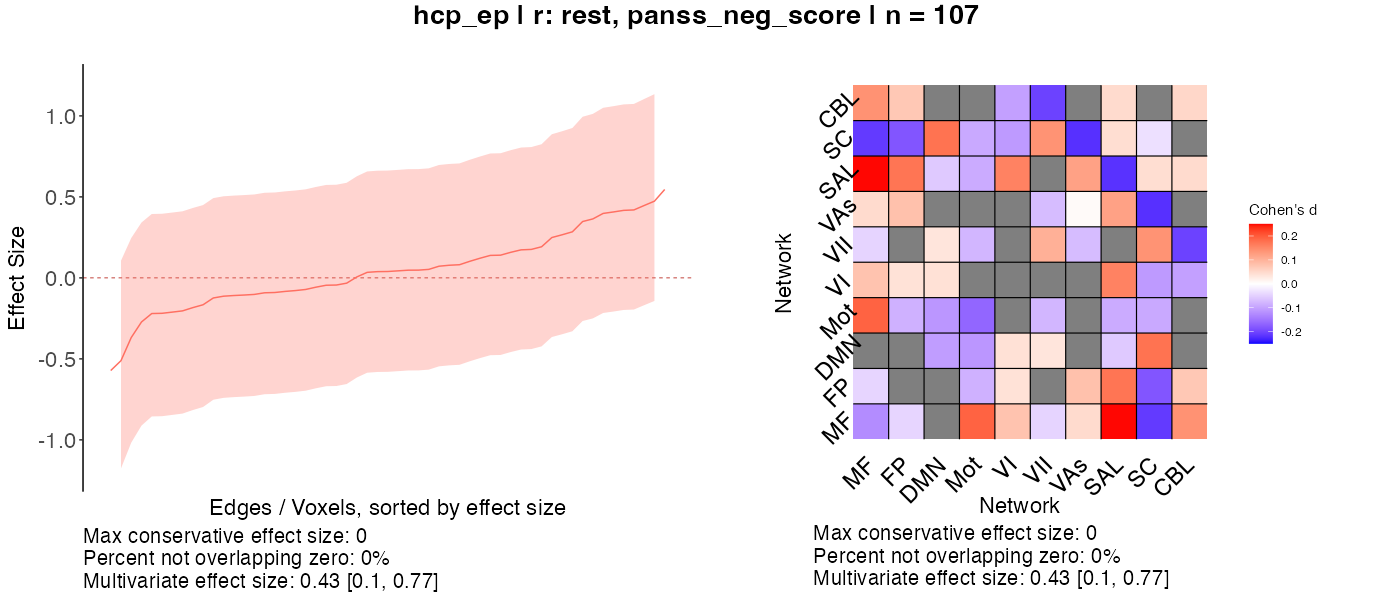 hcp_ep | r: rest, panss_neg_score | n = 107
Effect Size
1.0
0.5
0.0
-0.5
-1.0
Edges / Voxels, sorted by effect size
Max conservative effect size: 0
Percent not overlapping zero: 0%
Multivariate effect size: 0.43 [0.1, 0.77]
Network
CBL
SC
SAL
VAs
VII
VI
Mot
DMN
FP
MF
MF FP DMN Mot VI VII VAs SAL SC CBL
Network
Max conservative effect size: 0
Percent not overlapping zero: 0%
Multivariate effect size: 0.43 [0.1, 0.77]
Cohen's d
0.2
0.1
0.0
-0.1
-0.2